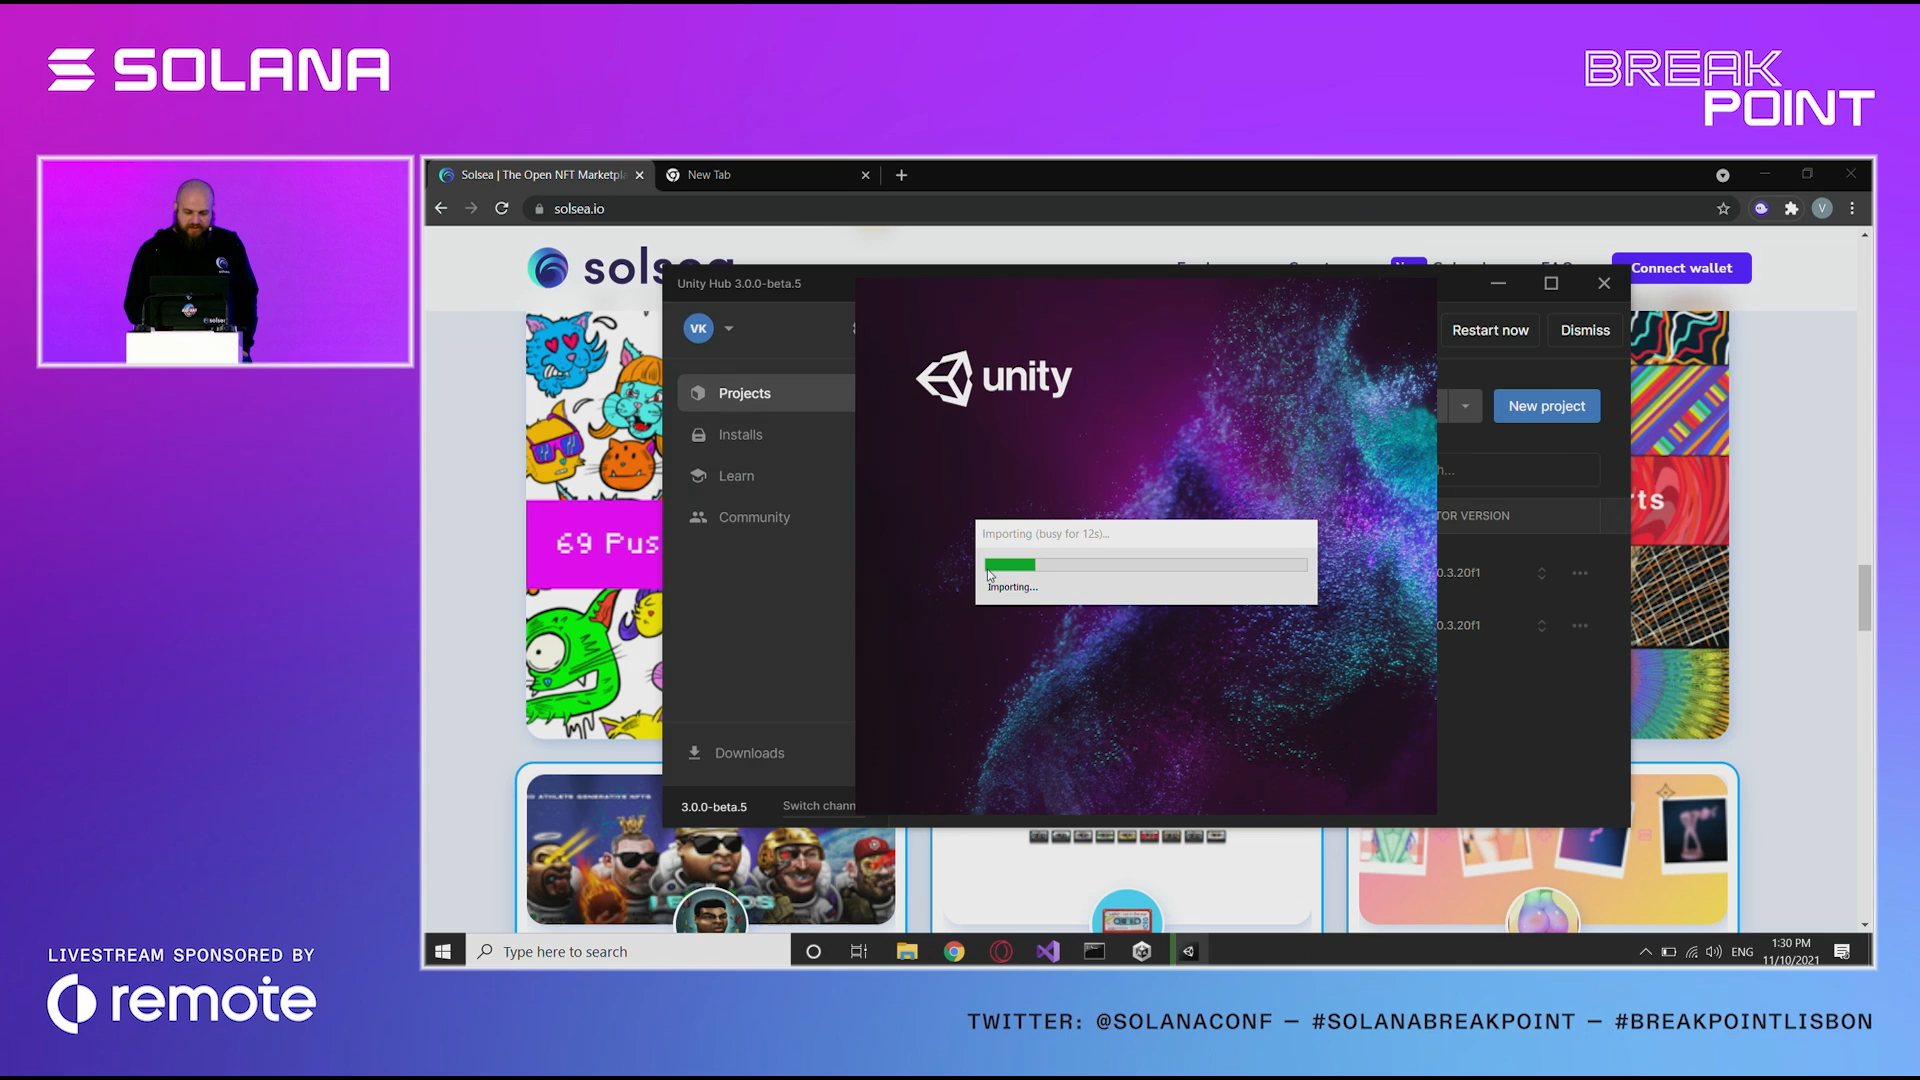 SOLANA
BREAK
POINT
Solsea | The Open NFT Marketpla
New Tab
solsea.io
V
Connect wallet
Unity Hub 3.0.0-beta.5
VK
Restart now
Dismiss
unity
Projects
New project
Installs
Learn
Community
TOR VERSION
Importing (busy for 12s)...
Importing...
0.3.20f1
0.3.20f1
69 Pus
rts
Downloads
3.0.0-beta.5
Switch chann
Type here to search
ENG
1:30 PM
11/10/2021
LIVESTREAM SPONSORED BY
remote
TWITTER: @SOLANACONF — #SOLANABREAKPOINT — #BREAKPOINTLISBON